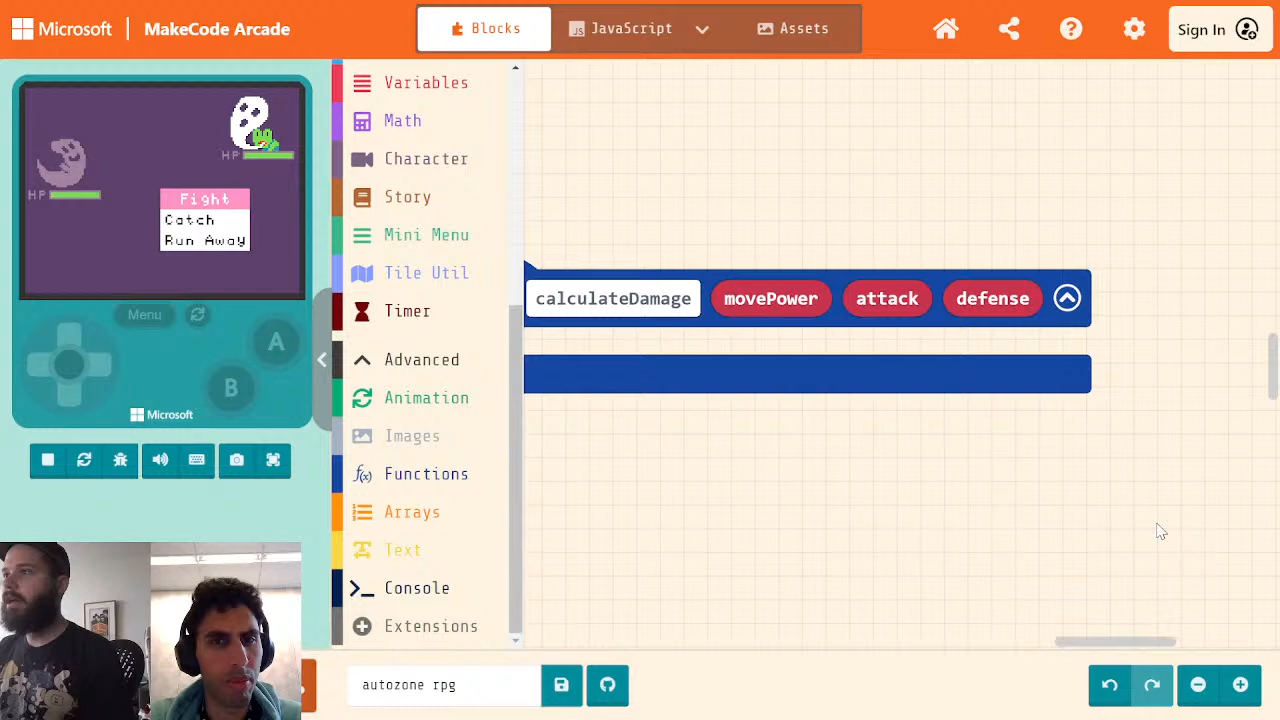 Microsoft
MakeCode Arcade
Blocks
JavaScript
Assets
Sign In
HP
HP
Fight
Catch
Run Away
Menu
A
B
Microsoft
Variables
Math
Character
Story
Mini Menu
Tile Util
Timer
Advanced
Animation
Images
Functions
Arrays
Text
Console
Extensions
calculateDamage movePower attack defense
autozone rpg